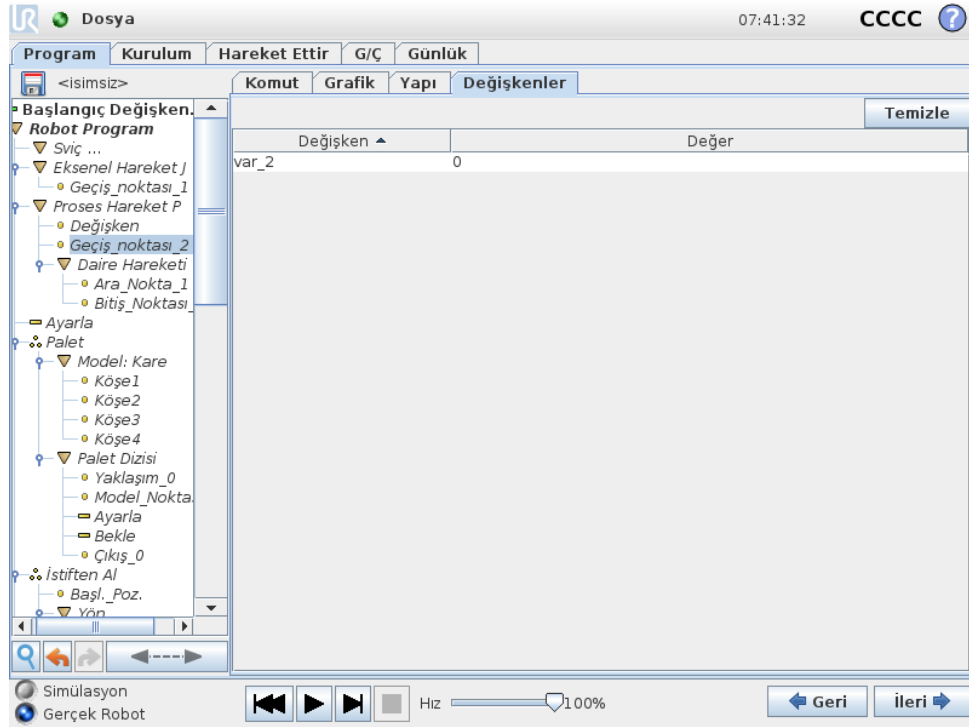 UR Dosya 07:41:32 CCCC ?
Program Kurulum Hareket Ettir G/Ç Günlük
<isimsiz> Komut Grafik Yapı Değişkenler
Temizle
Değişken Değer
var_2 0
Başlangıç Değişken.
Robot Program
Sviç ...
Eksenel Hareket J
Geçiş_noktası_1
Proses Hareket P
Değişken
Geçiş_noktası_2
Daire Hareketi
Ara_Nokta_1
Bitiş_Noktası_
Ayarla
Palet
Model: Kare
Köşe1
Köşe2
Köşe3
Köşe4
Palet Dizisi
Yaklaşım_0
Model_Nokta
Ayarla
Bekle
Çıkış_0
İstiften Al
Başl._Poz.
Yön
Simülasyon
Gerçek Robot
Hız 100%
Geri İleri